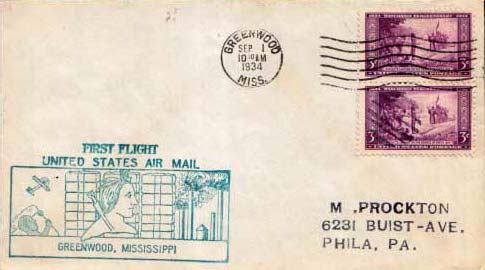 GREENWOOD
SEP 1
10 AM
1934
MISS.
3¢
3¢
FIRST FLIGHT
UNITED STATES AIR MAIL
GREENWOOD, MISSISSIPPI
M. PROCKTON
6231 BUIST-AVE.
PHILA, PA.